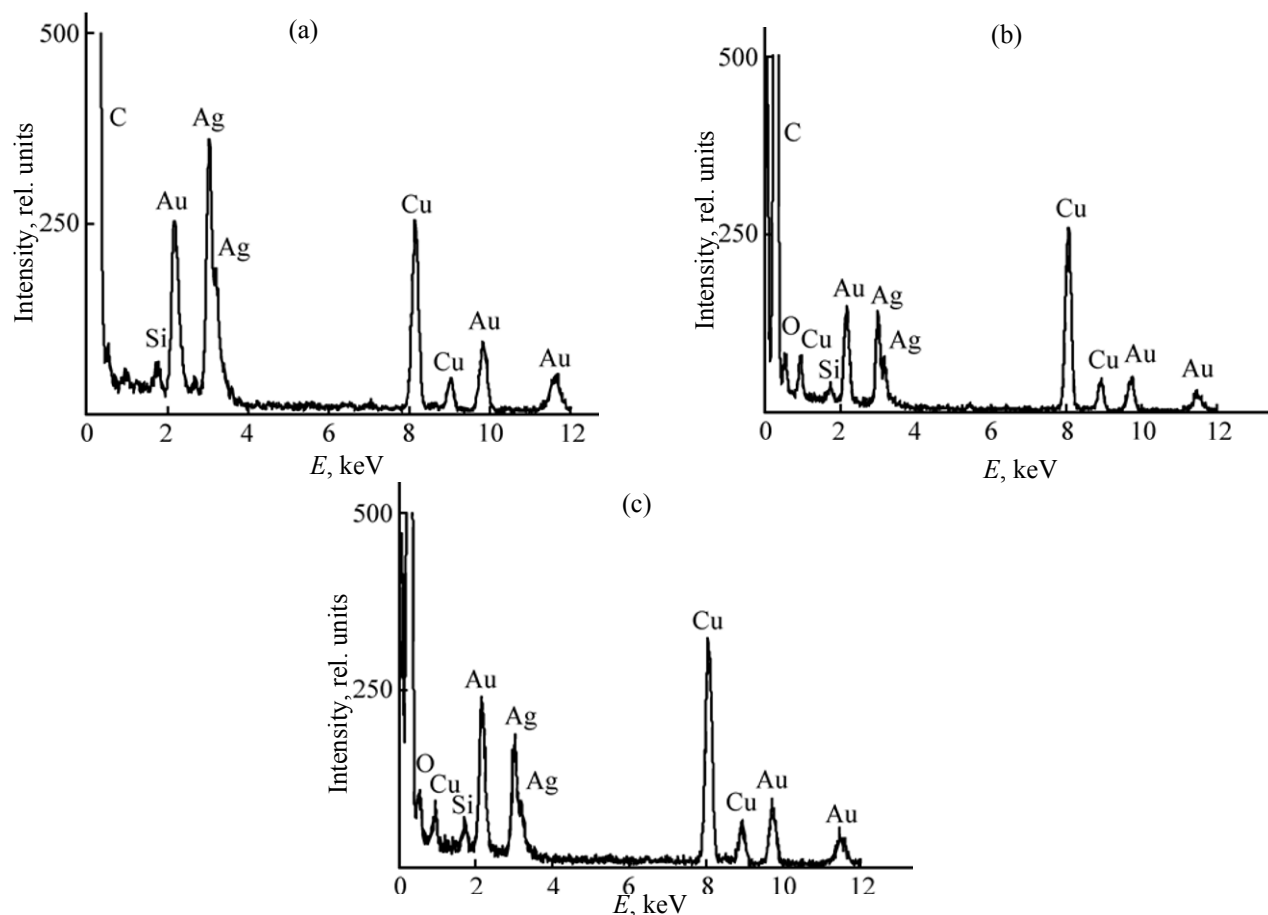 (a)
500
C
Ag
Au
250
Ag
Cu
Si
Au
Cu
Au
0 2 4 6 8 10 12
E, keV
Intensity, rel. units
(b)
500
C
Cu
250
Au Ag
O Cu Ag
Si
Cu Au Au
0 2 4 6 8 10 12
E, keV
Intensity, rel. units
(c)
500
Cu
Au
250
Ag
O
Cu Ag
Si
Cu Au Au
0 2 4 6 8 10 12
E, keV
Intensity, rel. units